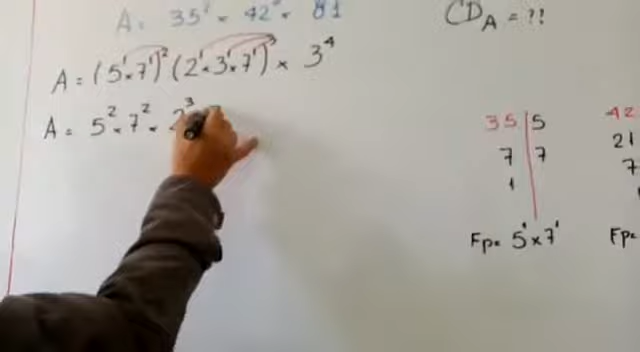 A = 35² × 42³ × 81
CD_A = ??
A = (5¹×7¹)² (2¹×3¹×7¹)³ × 3⁴
A = 5² × 7² × 2³
35 | 5
7 | 7
1
Fp= 5¹ x 7¹
42
21
7
Fp=